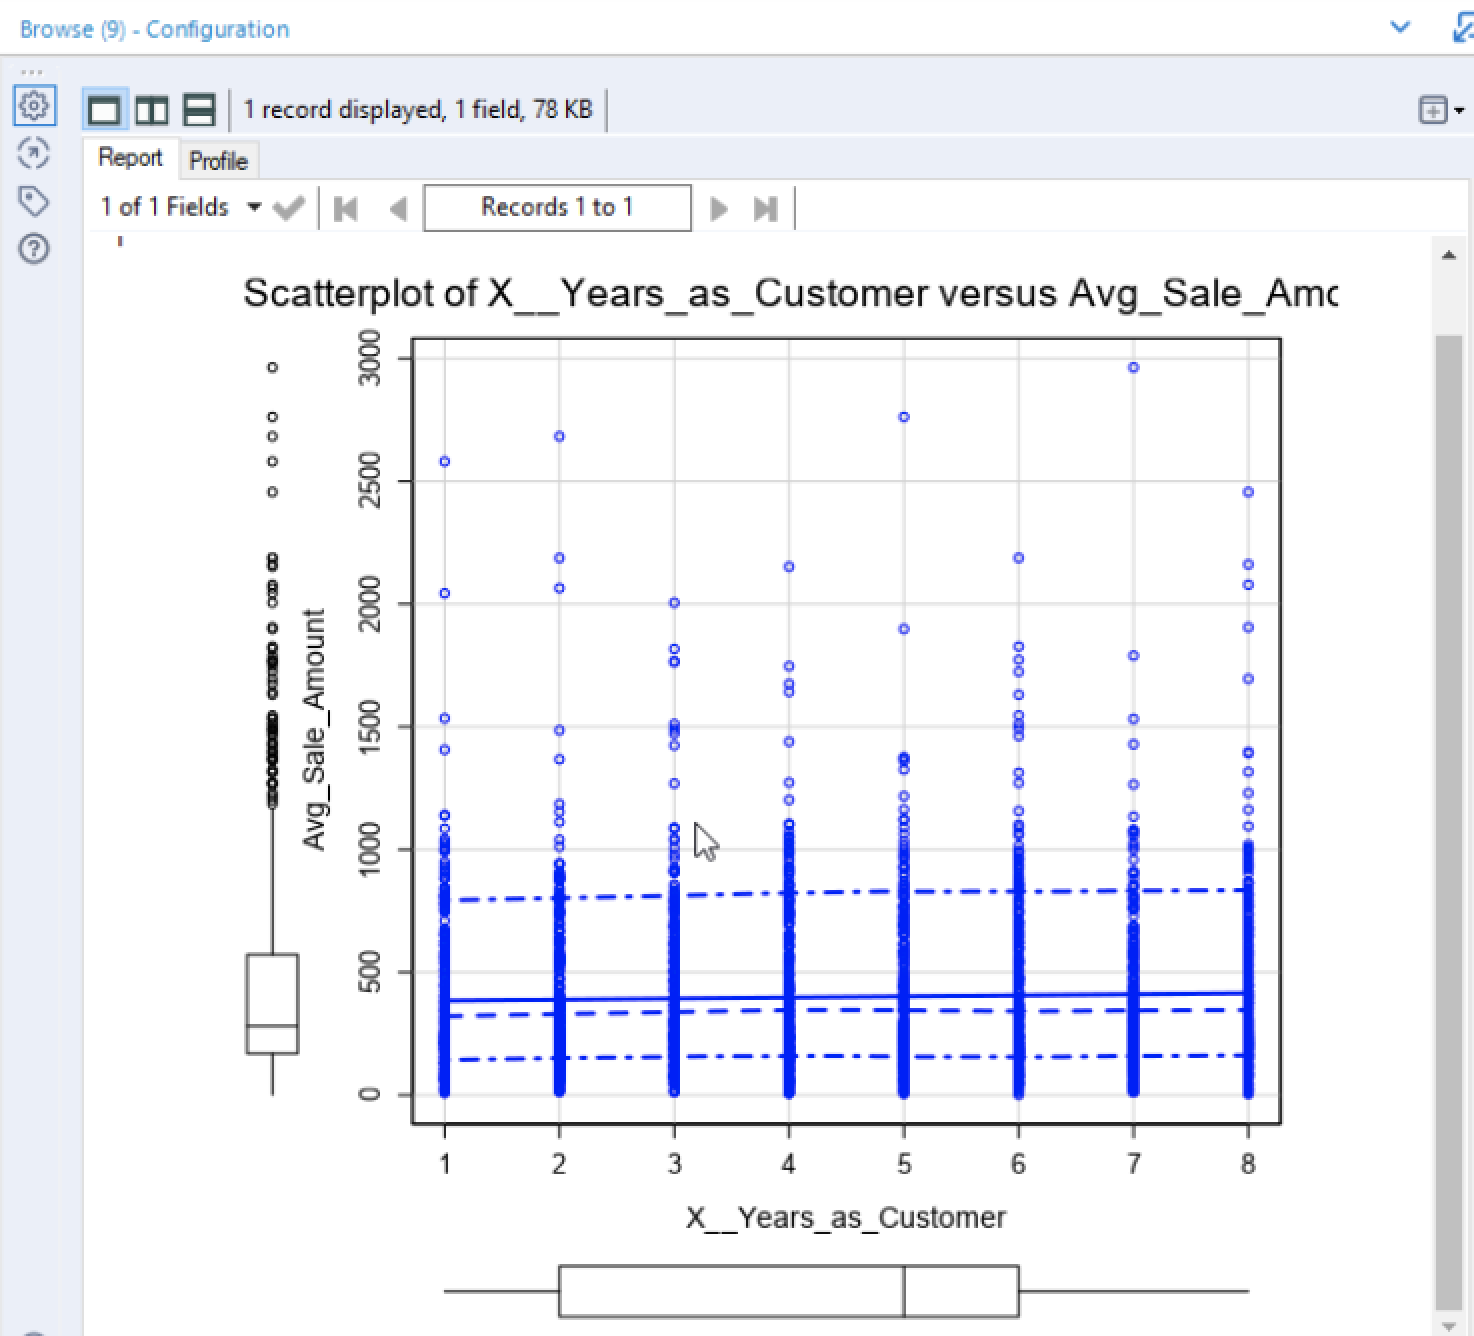 Browse (9) - Configuration
1 record displayed, 1 field, 78 KB
Report Profile
1 of 1 Fields Records 1 to 1
Scatterplot of X__Years_as_Customer versus Avg_Sale_Amo
3000
2500
2000
1500
1000
500
0
Avg_Sale_Amount
1 2 3 4 5 6 7 8
X__Years_as_Customer